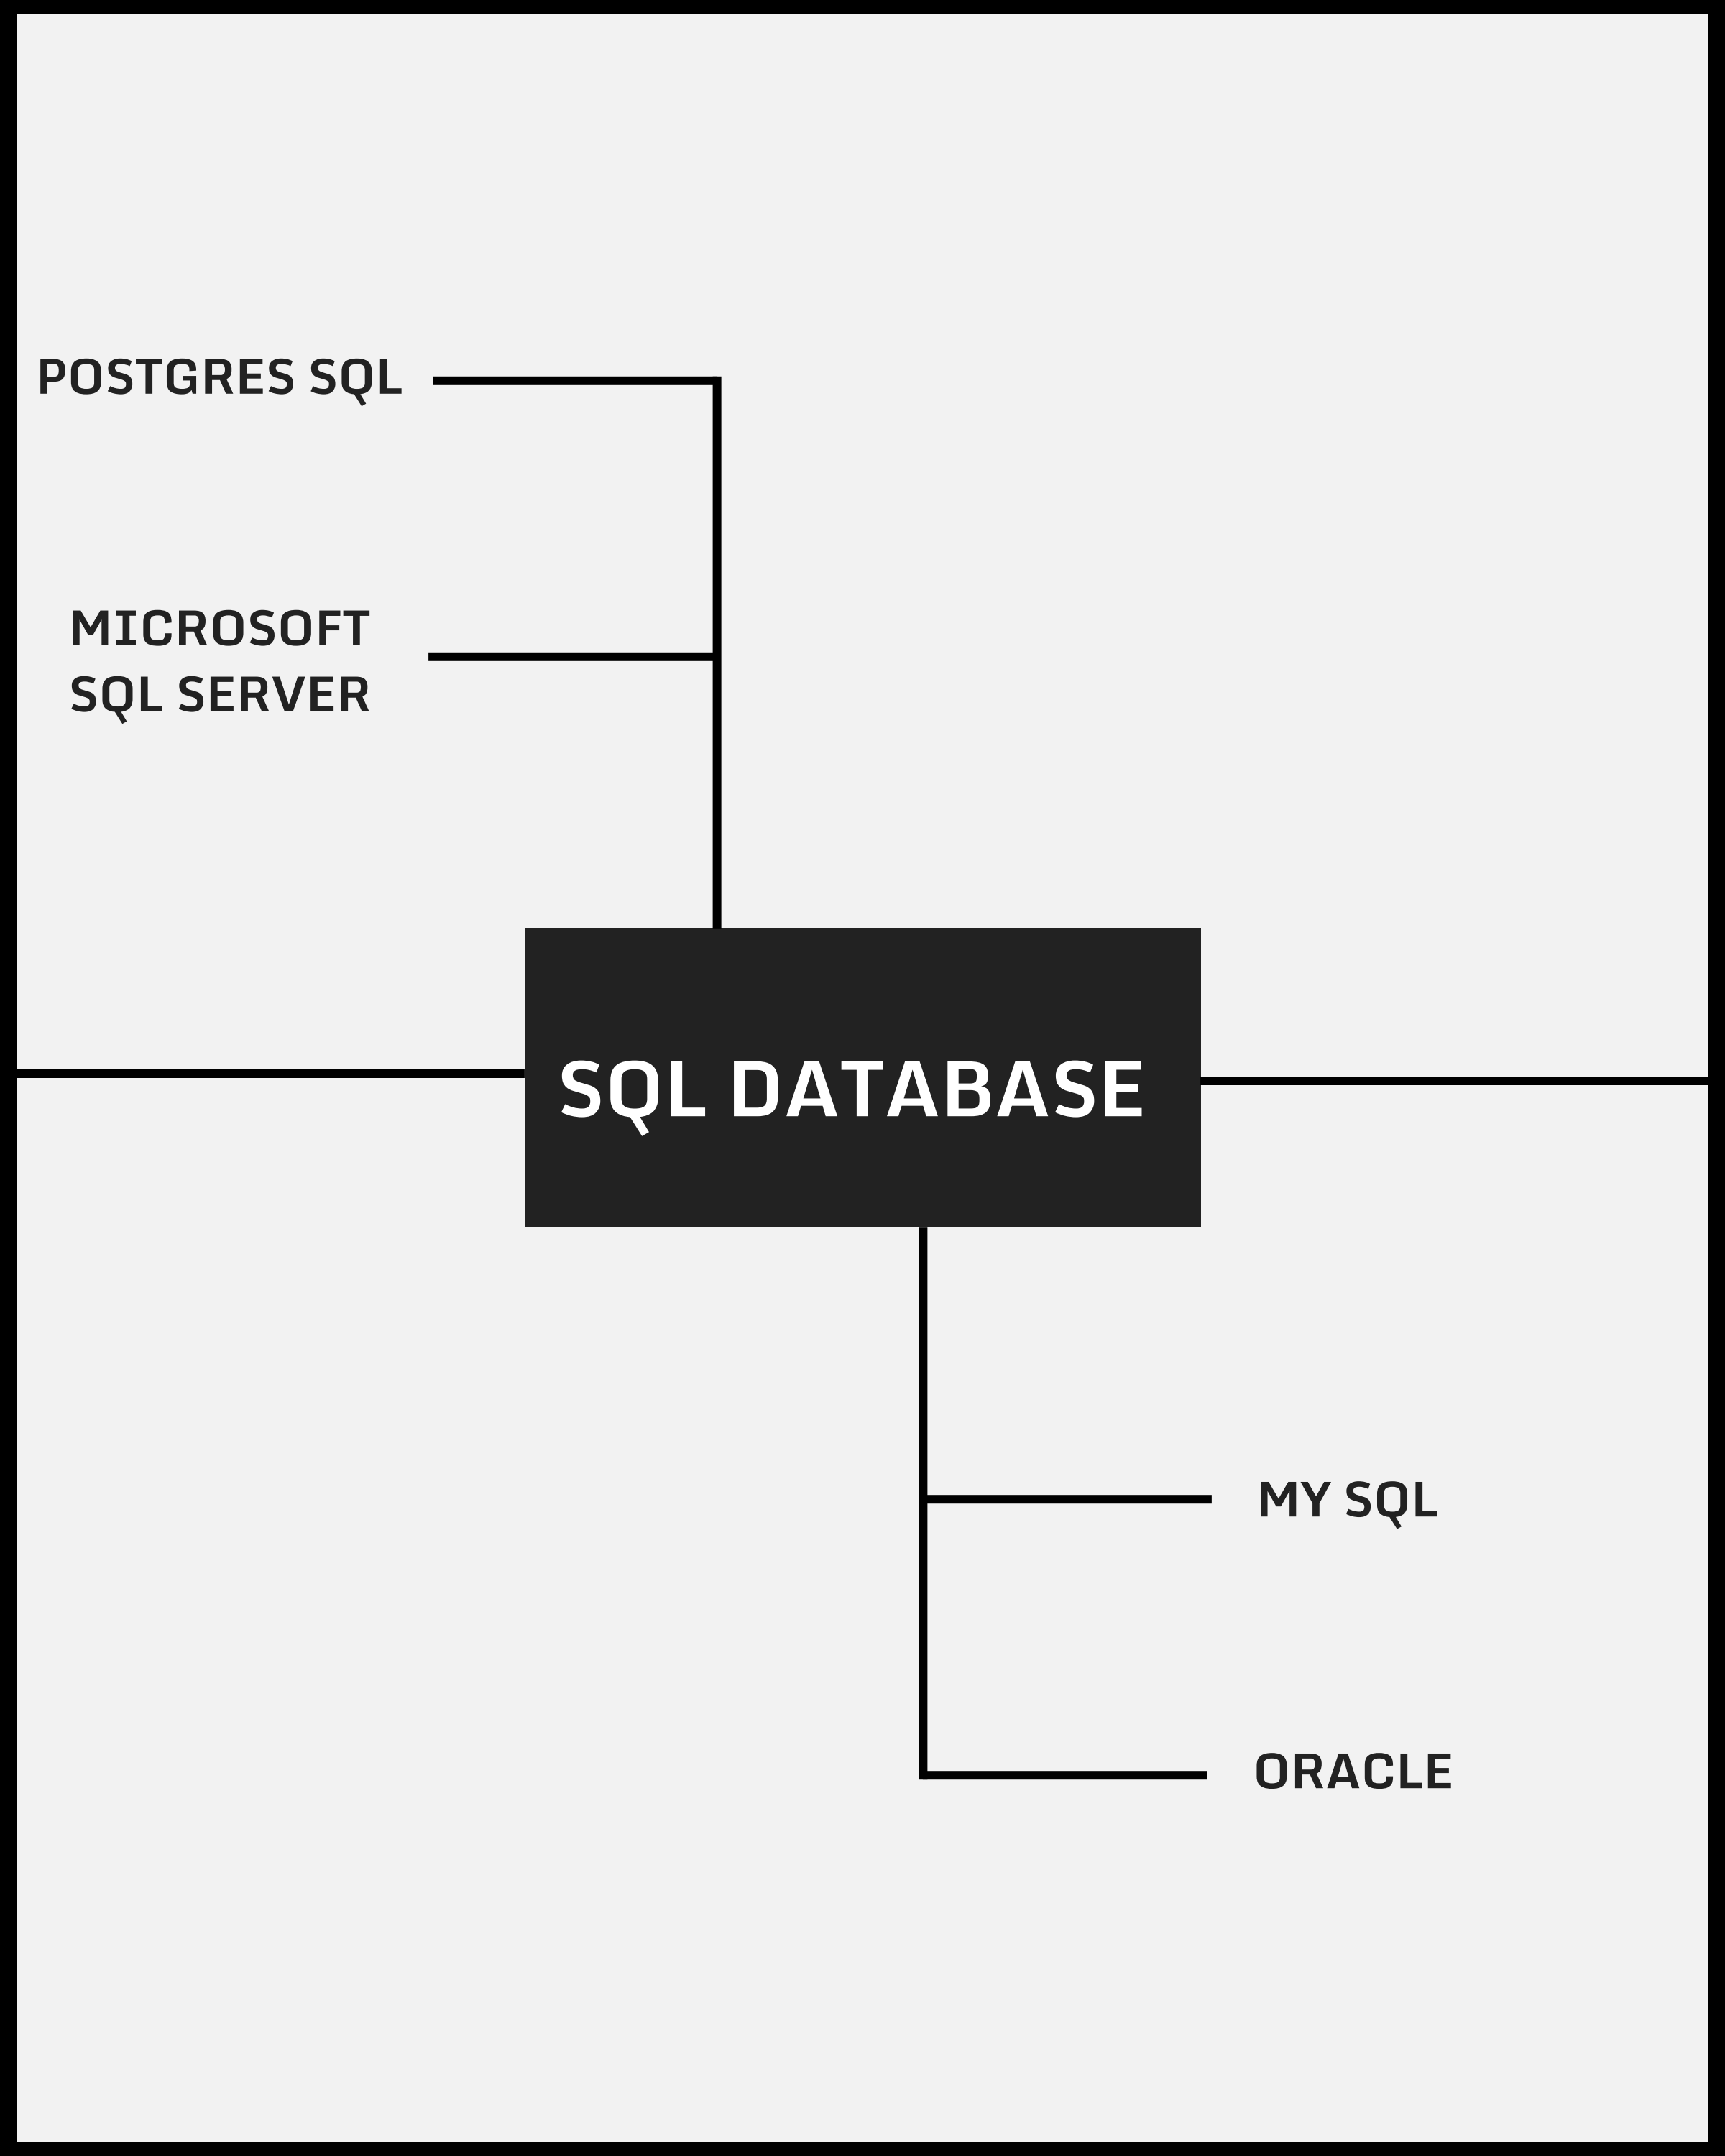 POSTGRES SQL
MICROSOFT
SQL SERVER
SQL DATABASE
MY SQL
ORACLE